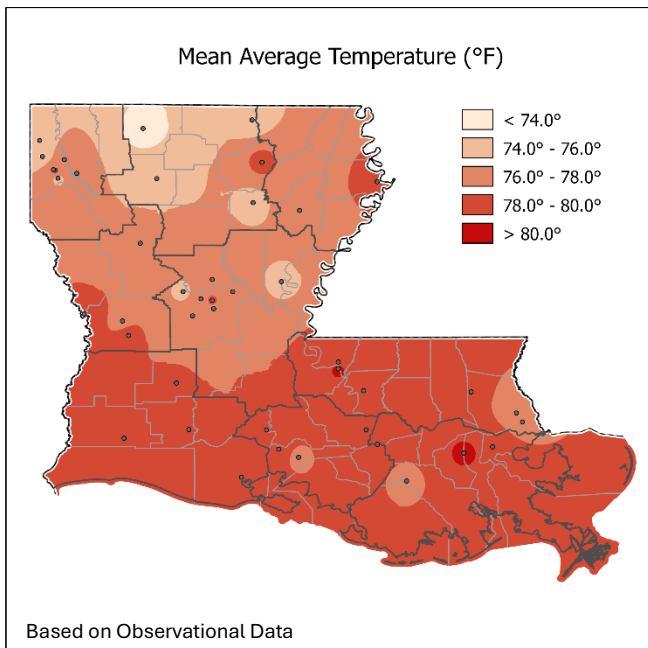 Mean Average Temperature (°F)
< 74.0°
74.0° - 76.0°
76.0° - 78.0°
78.0° - 80.0°
> 80.0°
Based on Observational Data